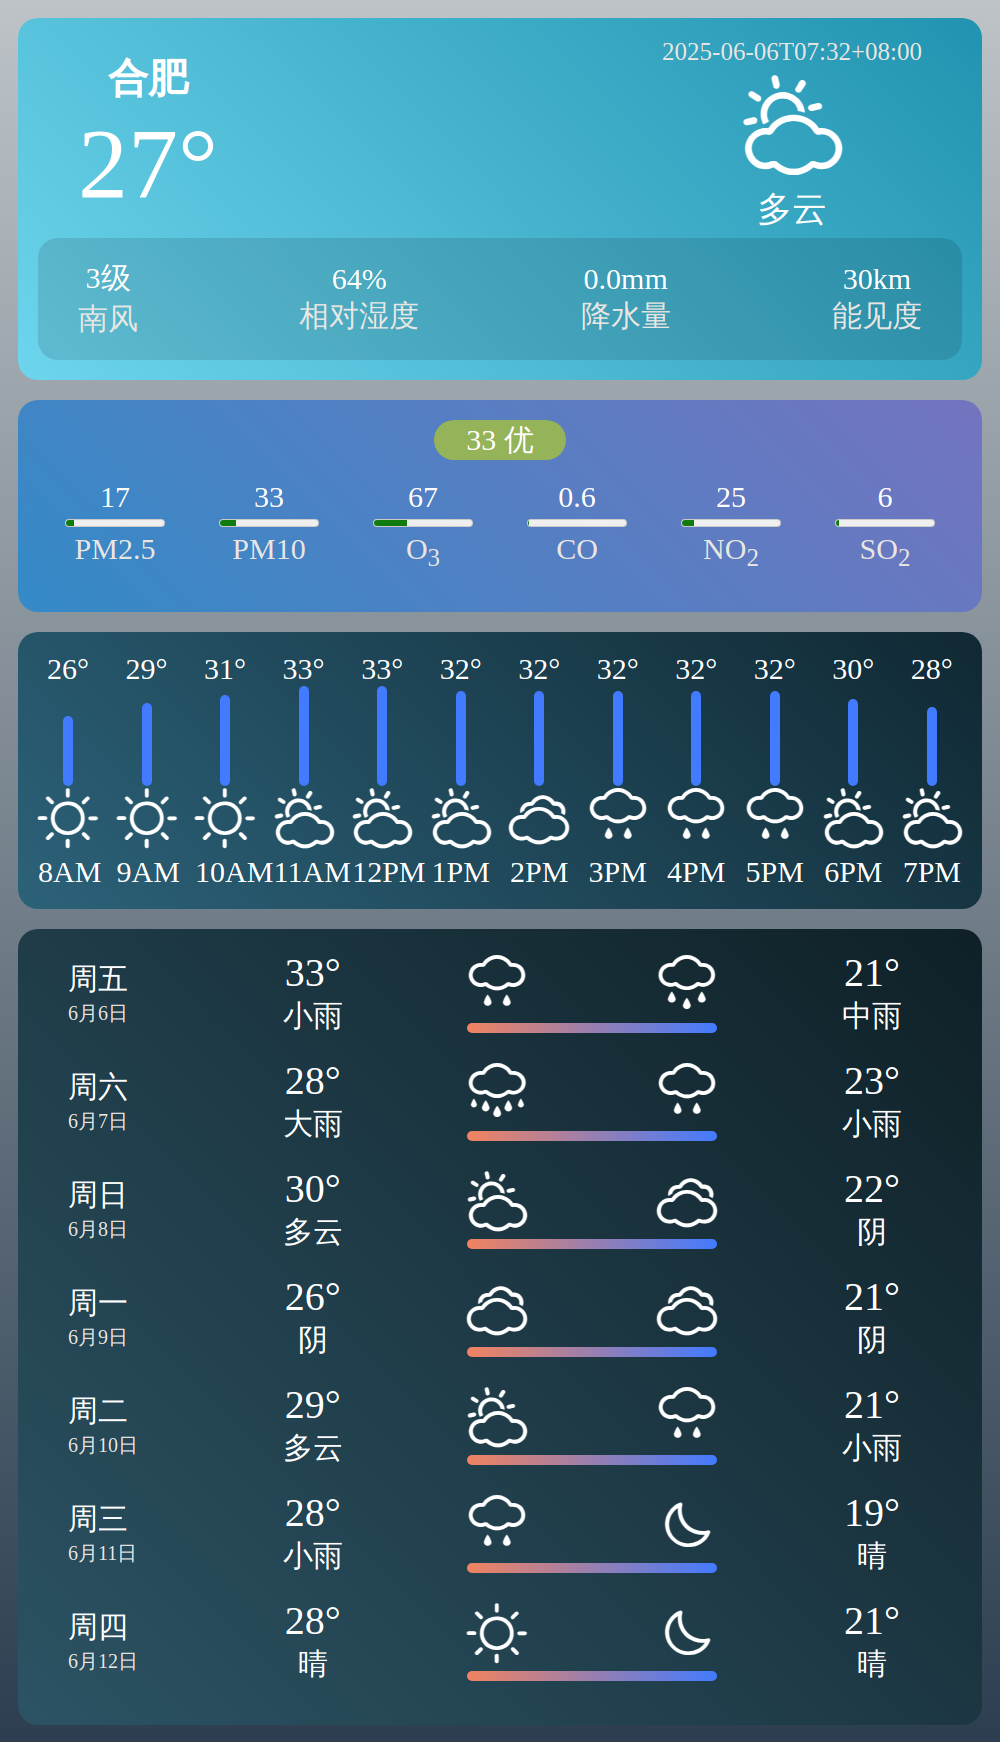 合肥
2025-06-06T07:32+08:00
27°
多云
3级 64% 0.0mm 30km
南风 相对湿度 降水量 能见度
33 优
17 33 67 0.6 25 6
PM2.5 PM10 O3 CO NO2 SO2
26° 29° 31° 33° 33° 32° 32° 32° 32° 32° 30° 28°
8AM 9AM 10AM 11AM 12PM 1PM 2PM 3PM 4PM 5PM 6PM 7PM
周五 33° 21°
6月6日 小雨 中雨
周六 28° 23°
6月7日 大雨 小雨
周日 30° 22°
6月8日 多云 阴
周一 26° 21°
6月9日 阴 阴
周二 29° 21°
6月10日 多云 小雨
周三 28° 19°
6月11日 小雨 晴
周四 28° 21°
6月12日 晴 晴